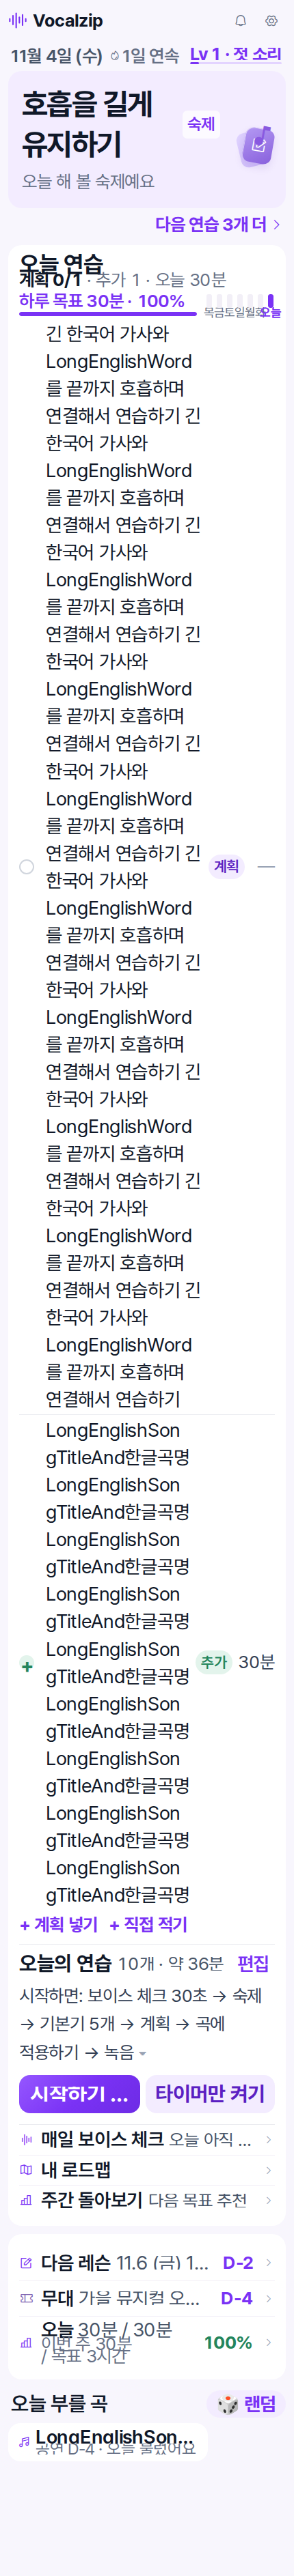 Vocalzip
11월 4일 (수) 1일 연속 Lv 1 · 첫 소리
호흡을 길게
유지하기
숙제
오늘 해 볼 숙제예요
다음 연습 3개 더
오늘 연습
계획 0/1 · 추가 1 · 오늘 30분
하루 목표 30분 · 100%
목금토일월화오늘
긴 한국어 가사와
LongEnglishWord
를 끝까지 호흡하며
연결해서 연습하기 긴
한국어 가사와
LongEnglishWord
를 끝까지 호흡하며
연결해서 연습하기 긴
한국어 가사와
LongEnglishWord
를 끝까지 호흡하며
연결해서 연습하기 긴
한국어 가사와
LongEnglishWord
를 끝까지 호흡하며
연결해서 연습하기 긴
한국어 가사와
LongEnglishWord
를 끝까지 호흡하며
연결해서 연습하기 긴
계획 —
한국어 가사와
LongEnglishWord
를 끝까지 호흡하며
연결해서 연습하기 긴
한국어 가사와
LongEnglishWord
를 끝까지 호흡하며
연결해서 연습하기 긴
한국어 가사와
LongEnglishWord
를 끝까지 호흡하며
연결해서 연습하기 긴
한국어 가사와
LongEnglishWord
를 끝까지 호흡하며
연결해서 연습하기 긴
한국어 가사와
LongEnglishWord
를 끝까지 호흡하며
연결해서 연습하기
LongEnglishSon
gTitleAnd한글곡명
LongEnglishSon
gTitleAnd한글곡명
LongEnglishSon
gTitleAnd한글곡명
LongEnglishSon
gTitleAnd한글곡명
LongEnglishSon
+ 추가 30분
gTitleAnd한글곡명
LongEnglishSon
gTitleAnd한글곡명
LongEnglishSon
gTitleAnd한글곡명
LongEnglishSon
gTitleAnd한글곡명
LongEnglishSon
gTitleAnd한글곡명
+ 계획 넣기 + 직접 적기
오늘의 연습 10개 · 약 36분 편집
시작하면: 보이스 체크 30초 → 숙제
→ 기본기 5개 → 계획 → 곡에
적용하기 → 녹음
시작하기 ... 타이머만 켜기
매일 보이스 체크 오늘 아직 ...
내 로드맵
주간 돌아보기 다음 목표 추천
다음 레슨 11.6 (금) 1... D-2
무대 가을 뮤지컬 오... D-4
오늘 30분 / 30분
이번 주 30분
/ 목표 3시간
100%
오늘 부를 곡 랜덤
LongEnglishSon...
공연 D-4 · 오늘 불렀어요